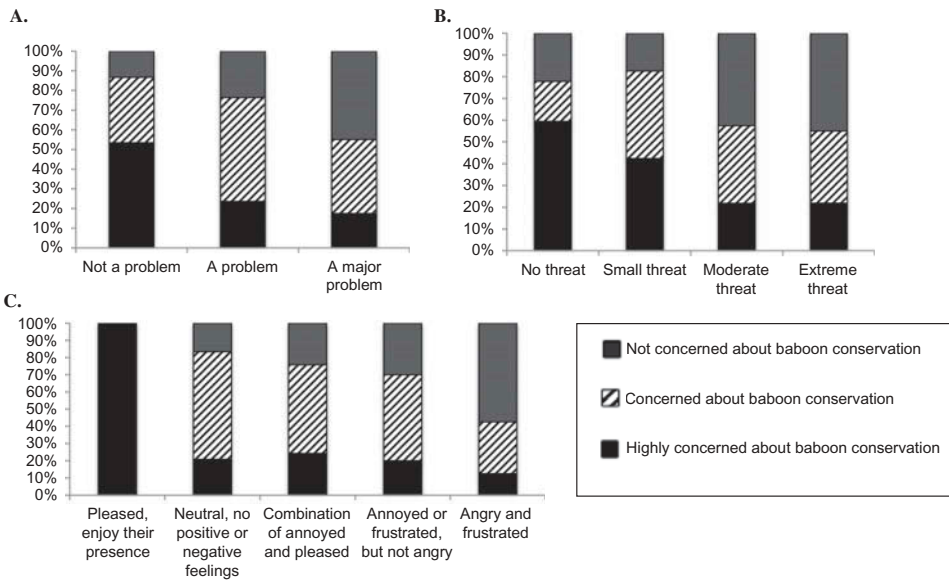 A.
100%
90%
80%
70%
60%
50%
40%
30%
20%
10%
0%
Not a problem
A problem
A major
problem
B.
100%
90%
80%
70%
60%
50%
40%
30%
20%
10%
0%
No threat
Small threat
Moderate
threat
Extreme
threat
C.
100%
90%
80%
70%
60%
50%
40%
30%
20%
10%
0%
Pleased,
enjoy their
presence
Neutral, no
positive or
negative
feelings
Combination
of annoyed
and pleased
Annoyed or
frustrated,
but not angry
Angry and
frustrated
Not concerned about baboon conservation
Concerned about baboon conservation
Highly concerned about baboon conservation